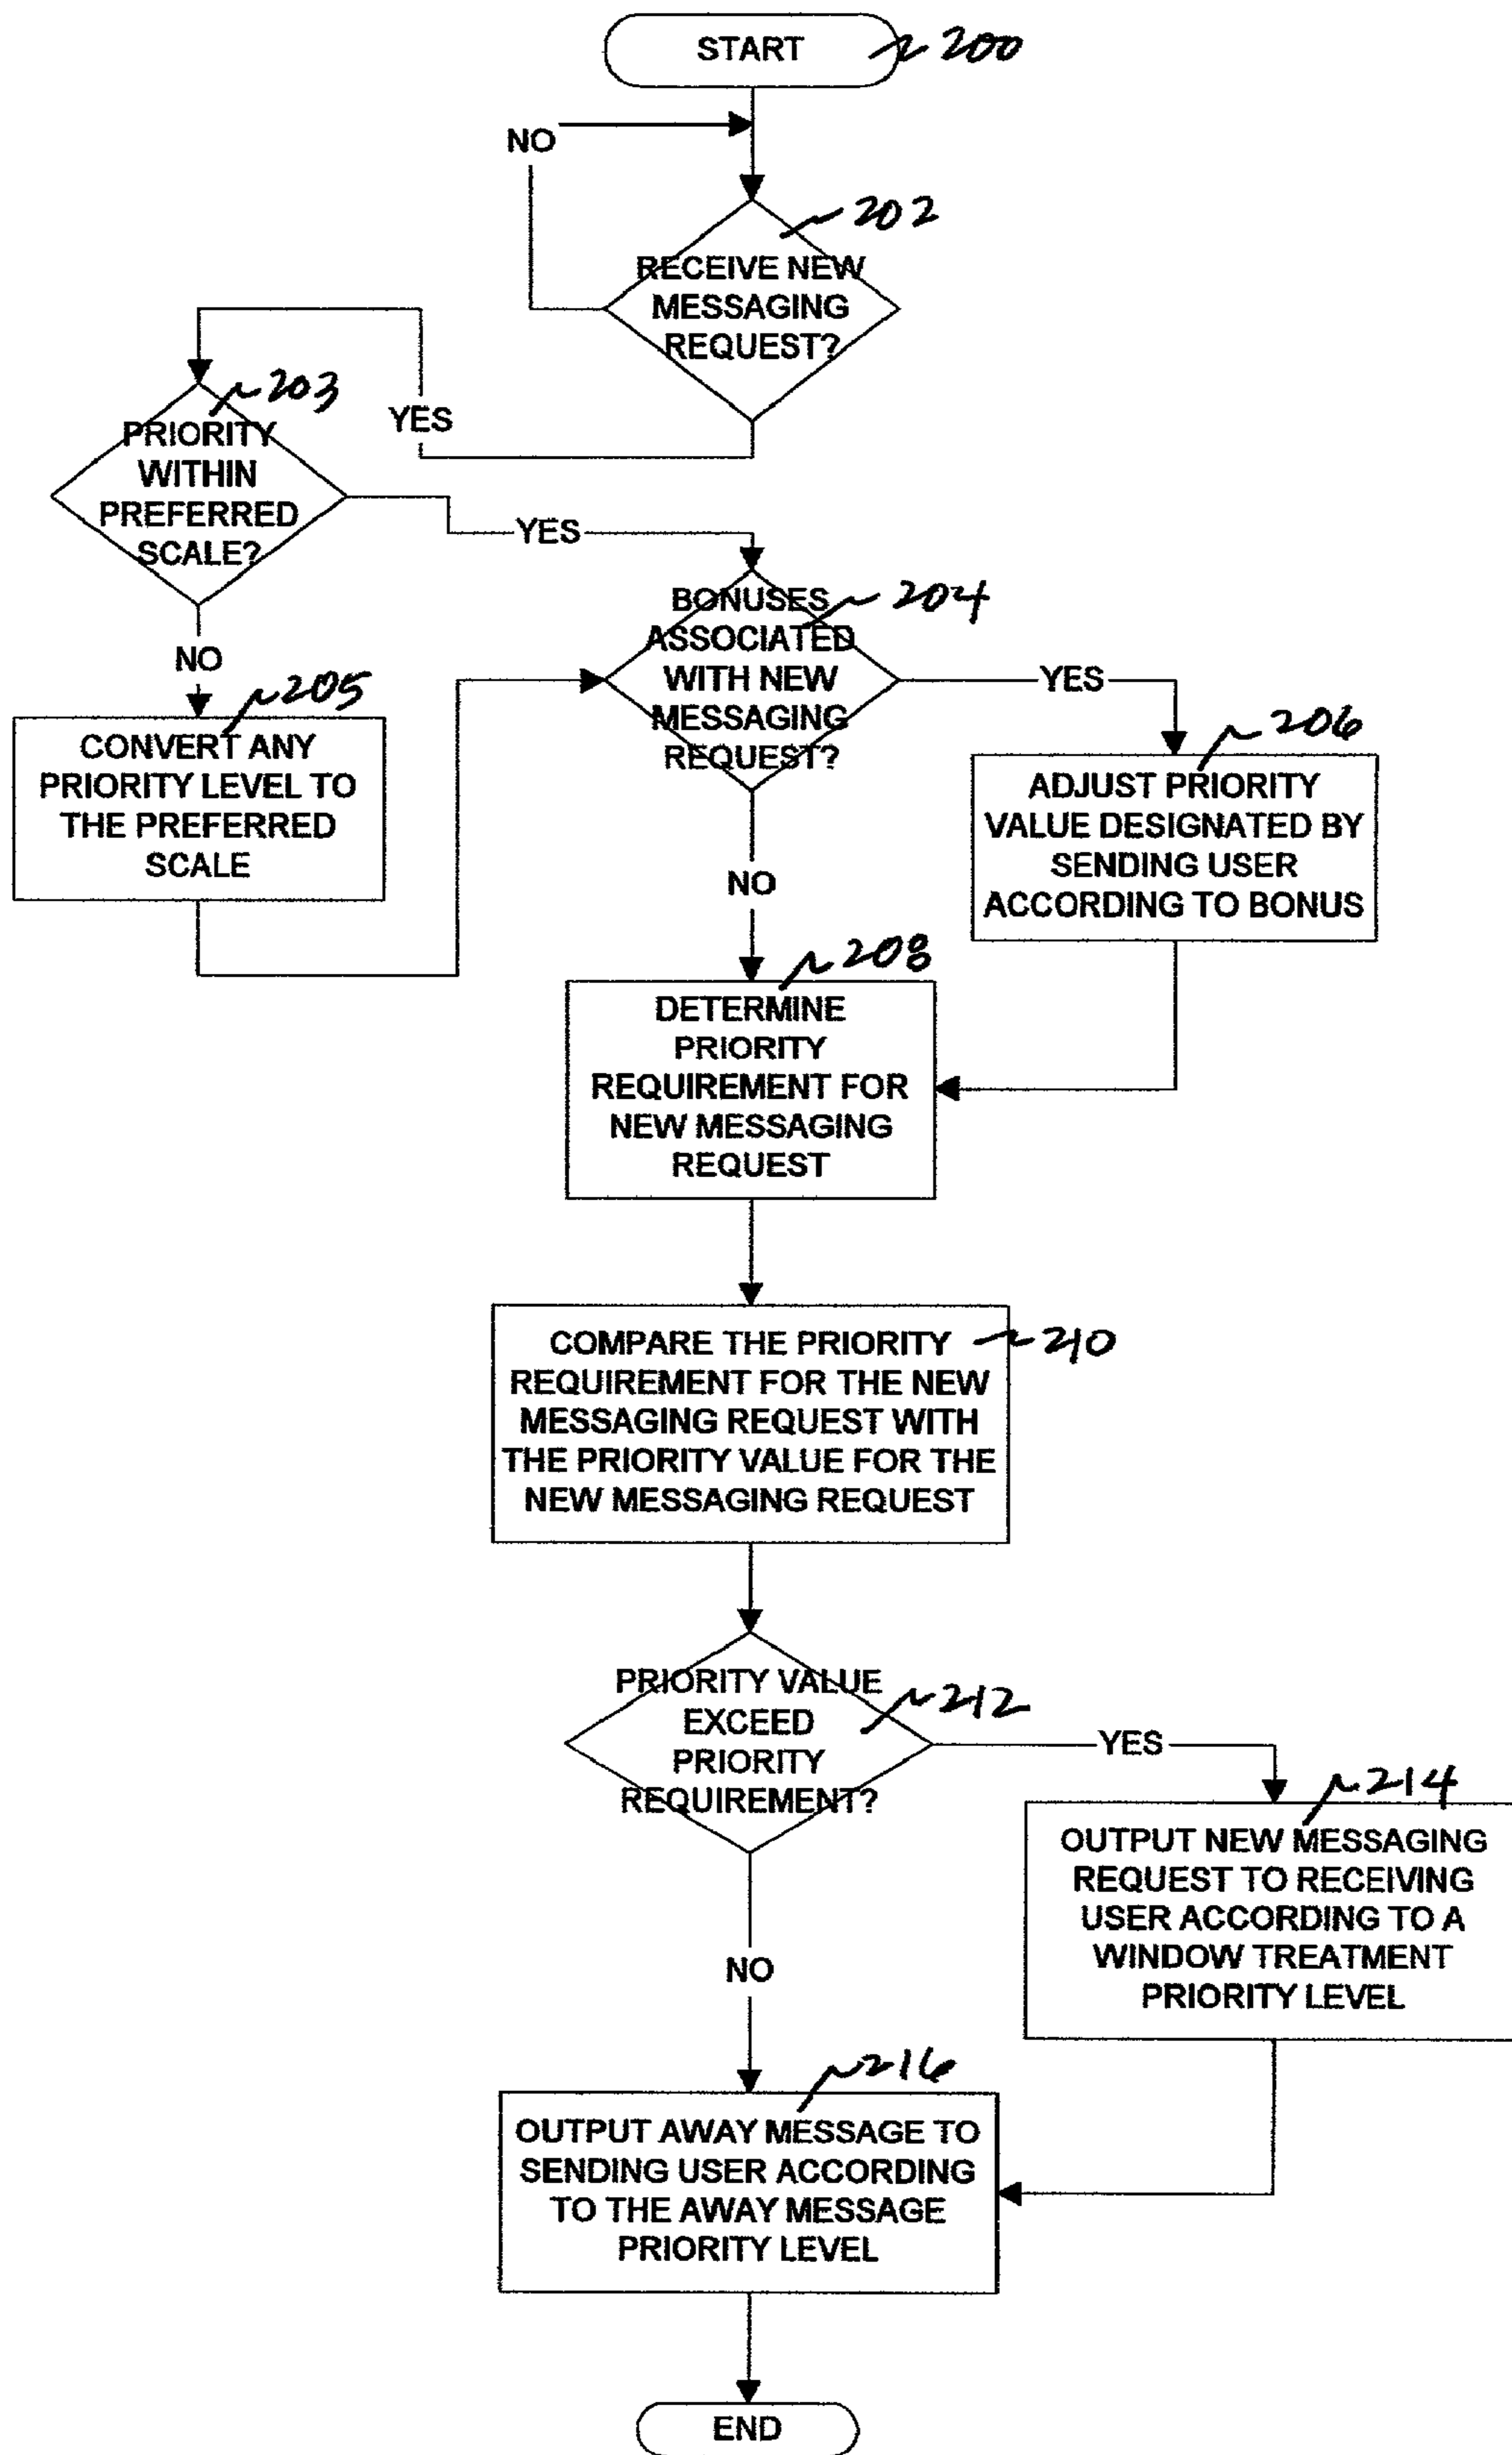 START
~200
NO
~202
RECEIVE NEW
MESSAGING
REQUEST?
~203
YES
PRIORITY
WITHIN
PREFERRED
SCALE?
YES
BONUSES
~204
ASSOCIATED
WITH NEW
MESSAGING
REQUEST?
NO
~205
YES
CONVERT ANY
PRIORITY LEVEL TO
THE PREFERRED
SCALE
~206
ADJUST PRIORITY
VALUE DESIGNATED BY
SENDING USER
ACCORDING TO BONUS
NO
~208
DETERMINE
PRIORITY
REQUIREMENT FOR
NEW MESSAGING
REQUEST
COMPARE THE PRIORITY
~210
REQUIREMENT FOR THE NEW
MESSAGING REQUEST WITH
THE PRIORITY VALUE FOR THE
NEW MESSAGING REQUEST
PRIORITY VALUE
~212
EXCEED
PRIORITY
REQUIREMENT?
YES
~214
OUTPUT NEW MESSAGING
REQUEST TO RECEIVING
USER ACCORDING TO A
WINDOW TREATMENT
PRIORITY LEVEL
NO
~216
OUTPUT AWAY MESSAGE TO
SENDING USER ACCORDING
TO THE AWAY MESSAGE
PRIORITY LEVEL
END